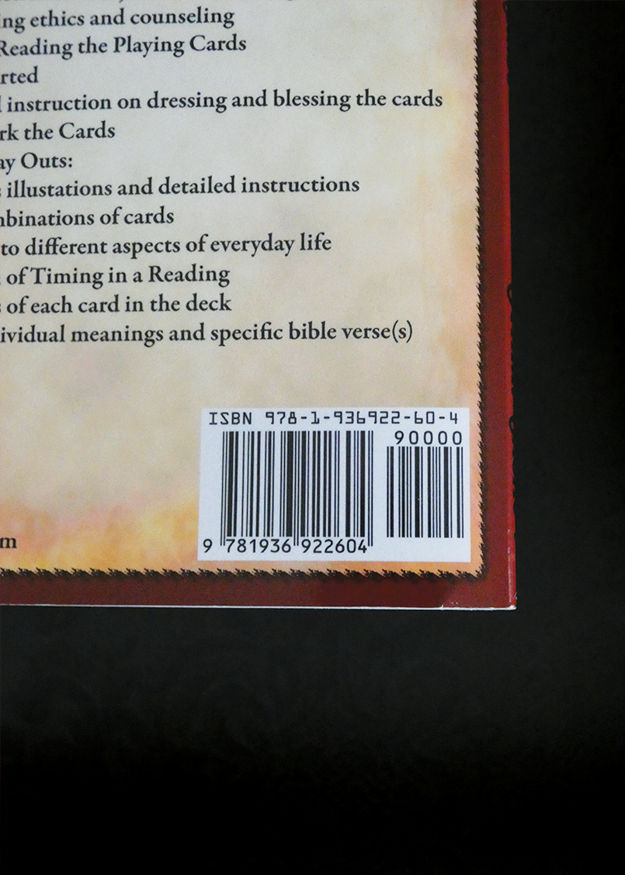 ing ethics and counseling
Reading the Playing Cards
rted
l instruction on dressing and blessing the cards
rk the Cards
ay Outs:
s illustations and detailed instructions
mbinations of cards
to different aspects of everyday life
of Timing in a Reading
s of each card in the deck
ividual meanings and specific bible verse(s)
ISBN 978-1-936922-60-4
90000
9 781936 922604
m